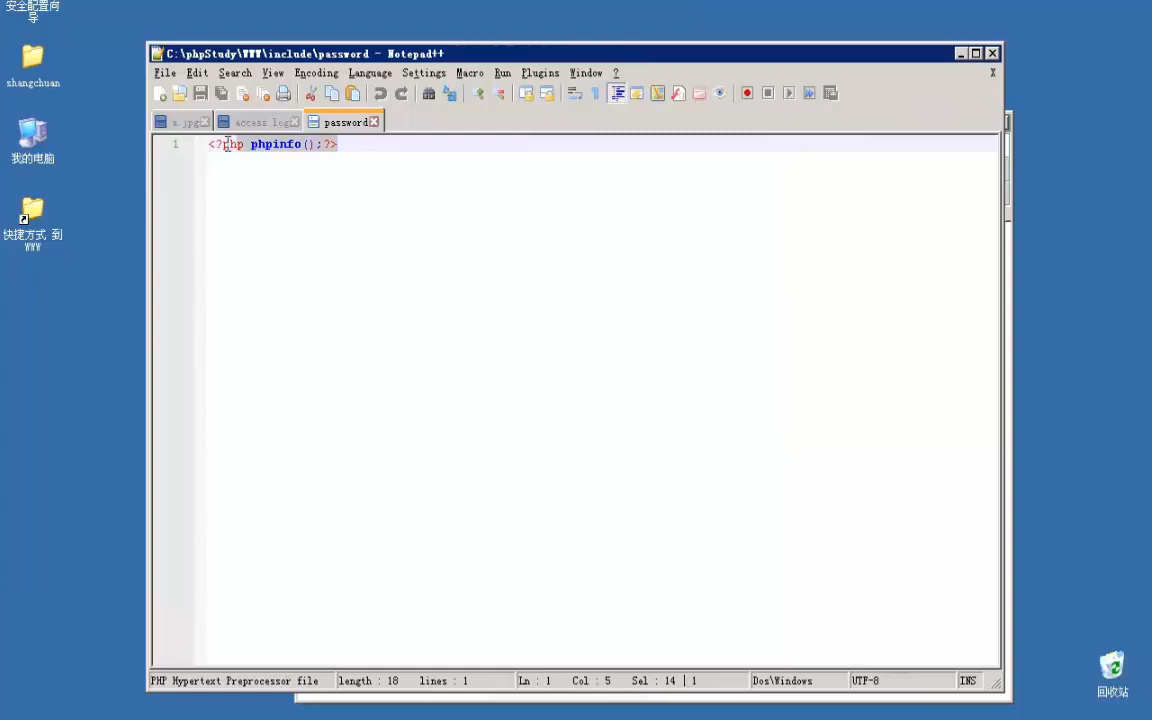 安全配置向
导
shangchuan
我的电脑
快捷方式 到
WWW
C:\phpStudy\WWW\include\password - Notepad++
File Edit Search View Encoding Language Settings Macro Run Plugins Window ? X
a.jpg access.log password
1 <?php phpinfo();?>
PHP Hypertext Preprocessor file length : 18 lines : 1 Ln : 1 Col : 5 Sel : 14 | 1 Dos\Windows UTF-8 INS
回收站